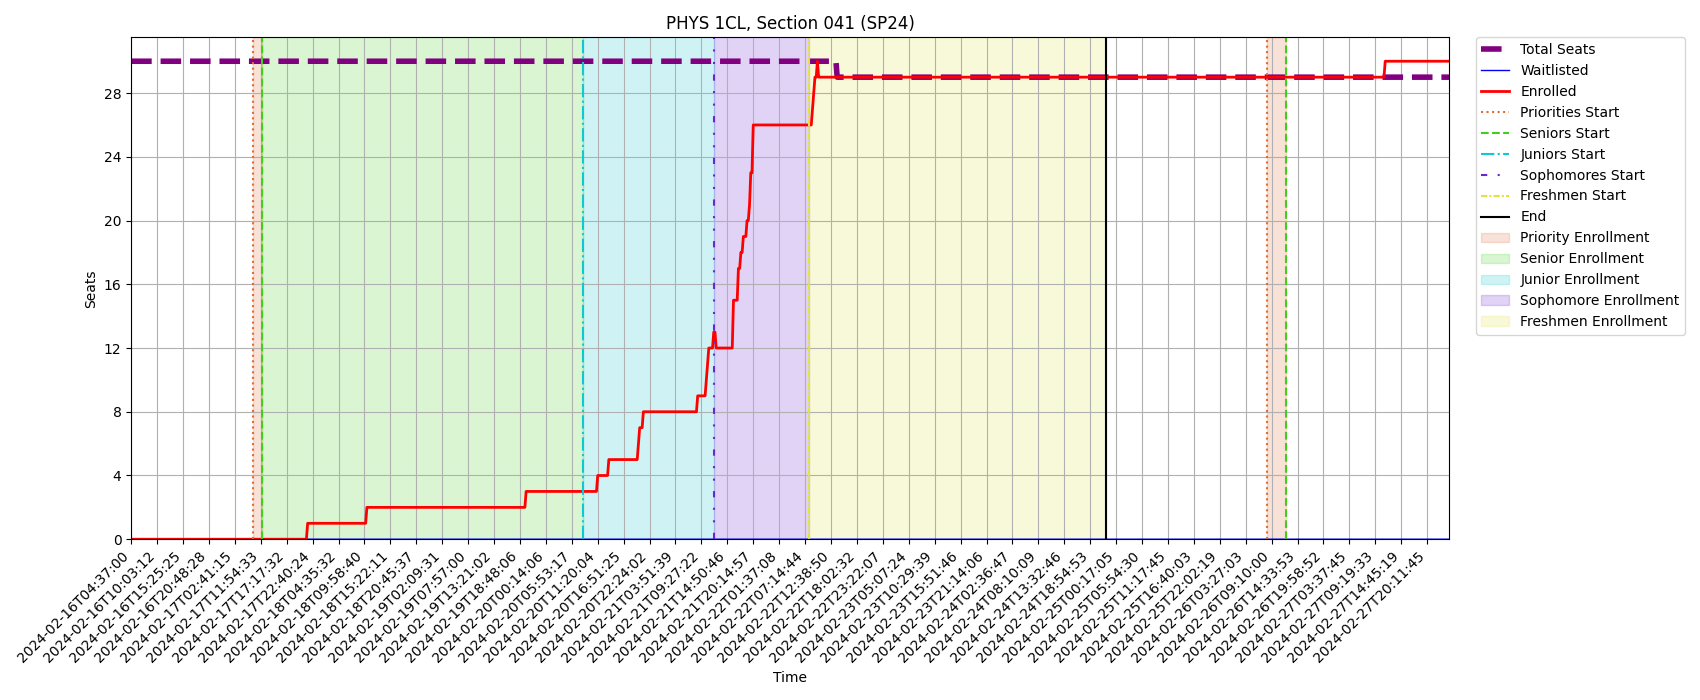 PHYS 1CL, Section 041 (SP24)
Seats
28
24
20
16
12
8
4
0
2024-02-16T04:37:00
2024-02-16T10:03:12
2024-02-16T15:25:25
2024-02-16T20:48:28
2024-02-17T02:41:15
2024-02-17T11:54:33
2024-02-17T17:17:32
2024-02-17T22:40:24
2024-02-18T04:35:32
2024-02-18T09:58:40
2024-02-18T15:22:11
2024-02-18T20:45:37
2024-02-19T02:09:31
2024-02-19T07:57:00
2024-02-19T13:21:02
2024-02-19T18:48:06
2024-02-20T00:14:06
2024-02-20T05:53:17
2024-02-20T11:20:04
2024-02-20T16:51:25
2024-02-20T22:24:02
2024-02-21T03:51:39
2024-02-21T09:27:22
2024-02-21T14:50:46
2024-02-21T20:14:57
2024-02-22T01:37:08
2024-02-22T07:14:44
2024-02-22T12:38:50
2024-02-22T18:02:32
2024-02-22T23:22:07
2024-02-23T05:07:24
2024-02-23T10:29:39
2024-02-23T15:51:46
2024-02-23T21:14:06
2024-02-24T02:36:47
2024-02-24T08:10:09
2024-02-24T13:32:46
2024-02-24T18:54:53
2024-02-25T00:17:05
2024-02-25T05:54:30
2024-02-25T11:17:45
2024-02-25T16:40:03
2024-02-25T22:02:19
2024-02-26T03:27:03
2024-02-26T09:10:00
2024-02-26T14:33:53
2024-02-26T19:58:52
2024-02-27T03:37:45
2024-02-27T09:19:33
2024-02-27T14:45:19
2024-02-27T20:11:45
Time
Total Seats
Waitlisted
Enrolled
Priorities Start
Seniors Start
Juniors Start
Sophomores Start
Freshmen Start
End
Priority Enrollment
Senior Enrollment
Junior Enrollment
Sophomore Enrollment
Freshmen Enrollment